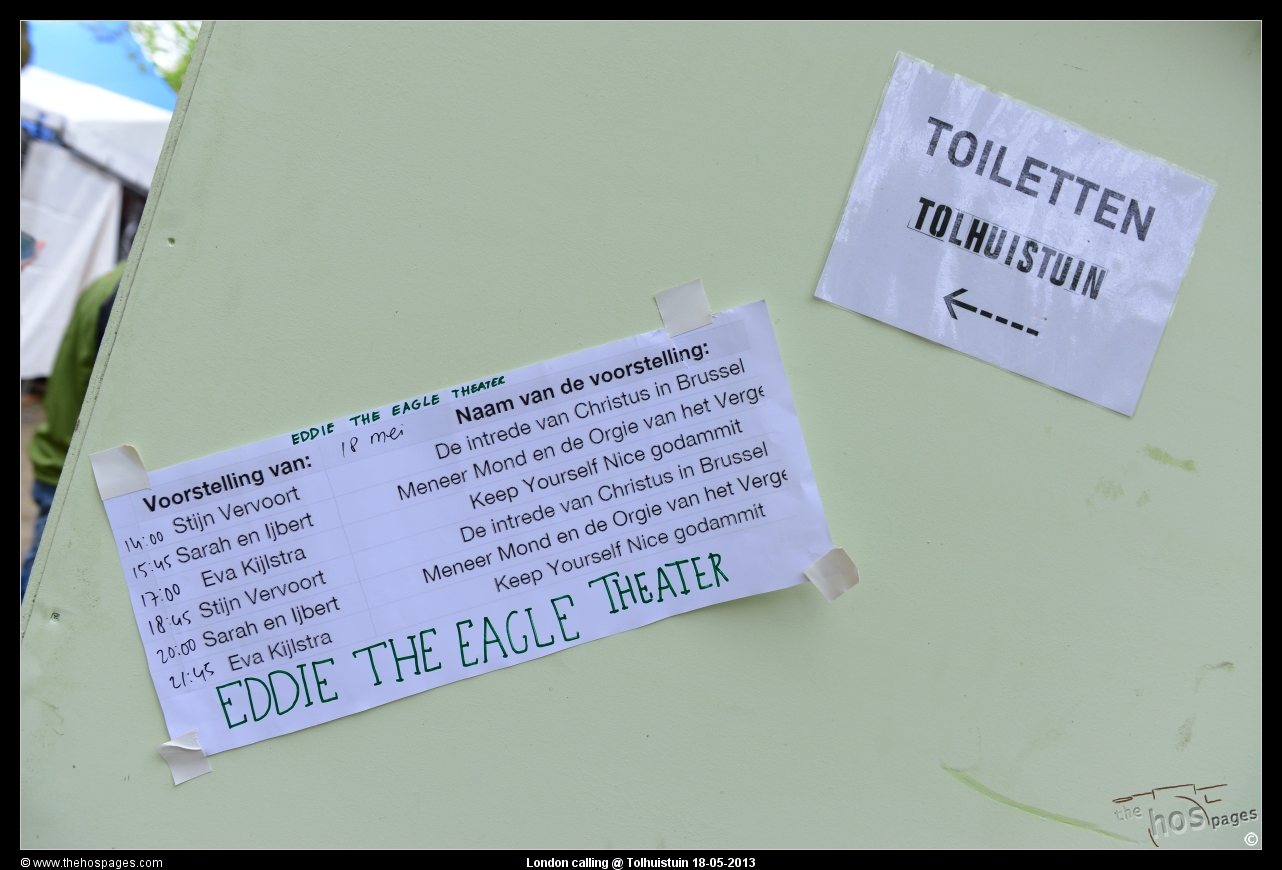 TOILETTEN
TOLHUISTUIN
EDDIE THE EAGLE THEATER
Voorstelling van: 18 mei Naam van de voorstelling:
14:00 Stijn Vervoort De intrede van Christus in Brussel
15:45 Sarah en Ijbert Meneer Mond en de Orgie van het Verge
17:00 Eva Kijlstra Keep Yourself Nice godammit
18:45 Stijn Vervoort De intrede van Christus in Brussel
20:00 Sarah en Ijbert Meneer Mond en de Orgie van het Verge
21:45 Eva Kijlstra Keep Yourself Nice godammit
EDDIE THE EAGLE THEATER
the hos pages
©
© www.thehospages.com
London calling @ Tolhuistuin 18-05-2013